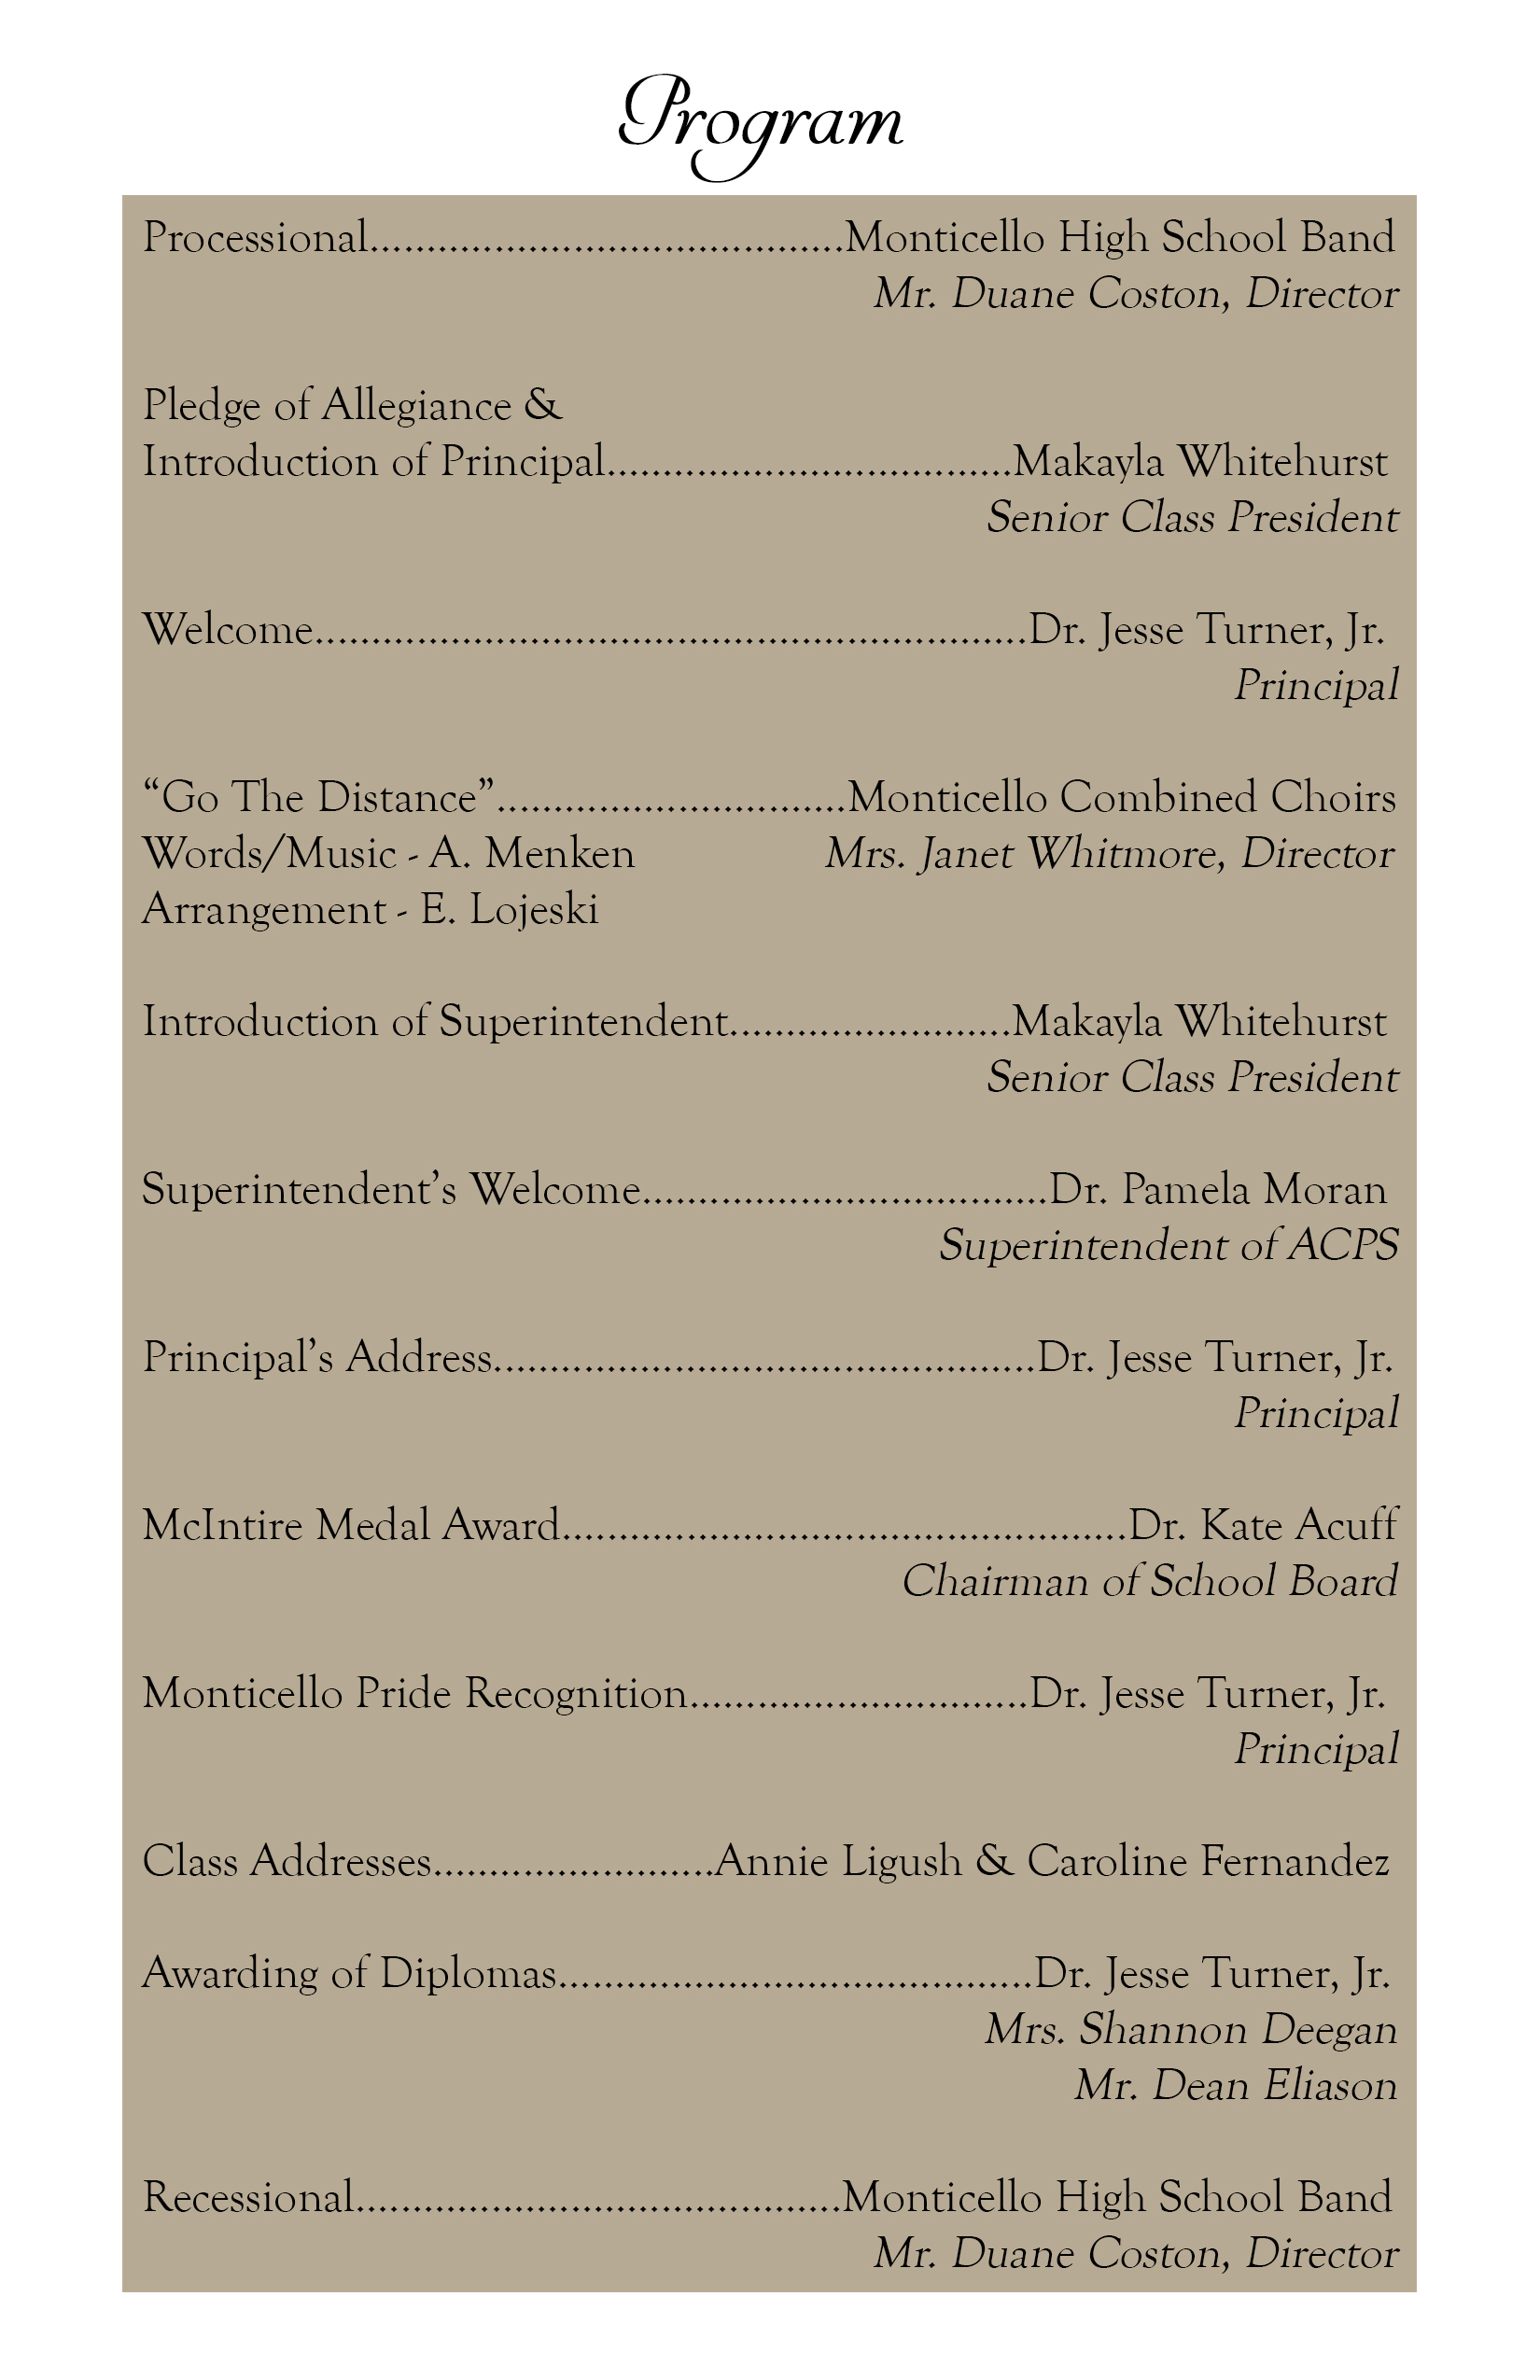 Program
Processional..........................................Monticello High School Band
Mr. Duane Coston, Director
Pledge of Allegiance &
Introduction of Principal....................................Makayla Whitehurst
Senior Class President
Welcome...............................................................Dr. Jesse Turner, Jr.
Principal
“Go The Distance”...............................Monticello Combined Choirs
Words/Music - A. Menken Mrs. Janet Whitmore, Director
Arrangement - E. Lojeski
Introduction of Superintendent.........................Makayla Whitehurst
Senior Class President
Superintendent’s Welcome....................................Dr. Pamela Moran
Superintendent of ACPS
Principal’s Address................................................Dr. Jesse Turner, Jr.
Principal
McIntire Medal Award..................................................Dr. Kate Acuff
Chairman of School Board
Monticello Pride Recognition..............................Dr. Jesse Turner, Jr.
Principal
Class Addresses.........................Annie Ligush & Caroline Fernandez
Awarding of Diplomas..........................................Dr. Jesse Turner, Jr.
Mrs. Shannon Deegan
Mr. Dean Eliason
Recessional...........................................Monticello High School Band
Mr. Duane Coston, Director